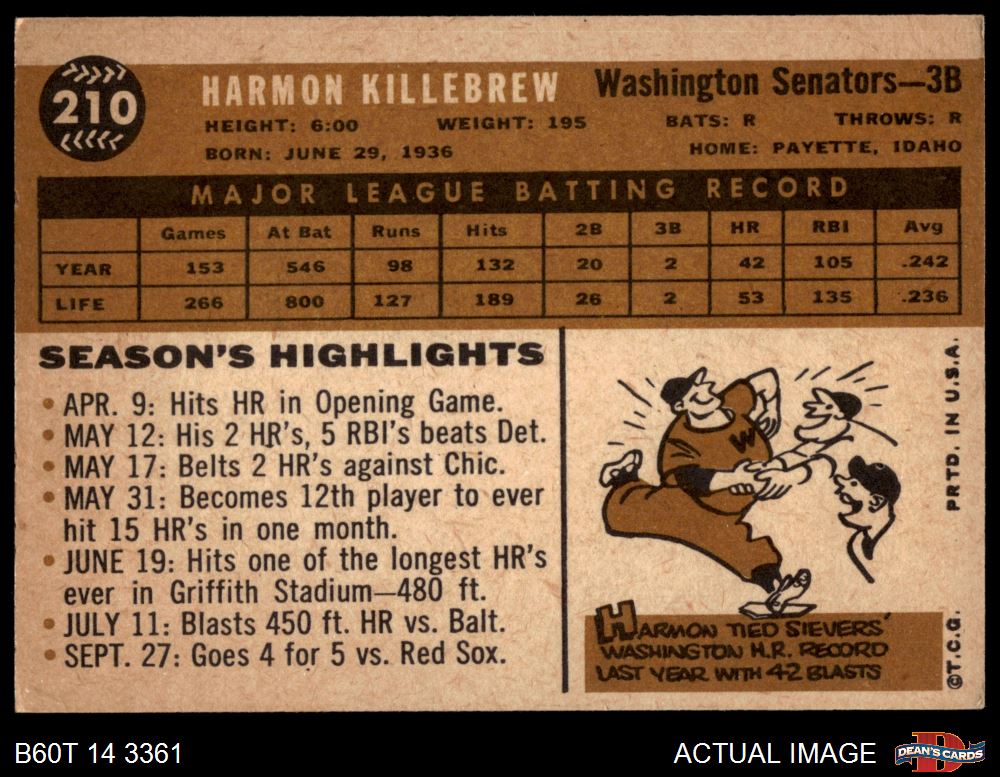 210
HARMON KILLEBREW Washington Senators—3B
HEIGHT: 6:00 WEIGHT: 195 BATS: R THROWS: R
BORN: JUNE 29, 1936 HOME: PAYETTE, IDAHO
MAJOR LEAGUE BATTING RECORD
Games At Bat Runs Hits 2B 3B HR RBI Avg
YEAR 153 546 98 132 20 2 42 105 .242
LIFE 266 800 127 189 26 2 53 135 .236
SEASON'S HIGHLIGHTS
• APR. 9: Hits HR in Opening Game.
• MAY 12: His 2 HR's, 5 RBI's beats Det.
• MAY 17: Belts 2 HR's against Chic.
• MAY 31: Becomes 12th player to ever
hit 15 HR's in one month.
• JUNE 19: Hits one of the longest HR's
ever in Griffith Stadium—480 ft.
• JULY 11: Blasts 450 ft. HR vs. Balt.
• SEPT. 27: Goes 4 for 5 vs. Red Sox.
W
HARMON TIED SIEVERS'
WASHINGTON H.R. RECORD
LAST YEAR WITH 42 BLASTS
©T.C.G. PRTD. IN U.S.A.
B60T 14 3361 ACTUAL IMAGE
D
DEAN'S CARDS